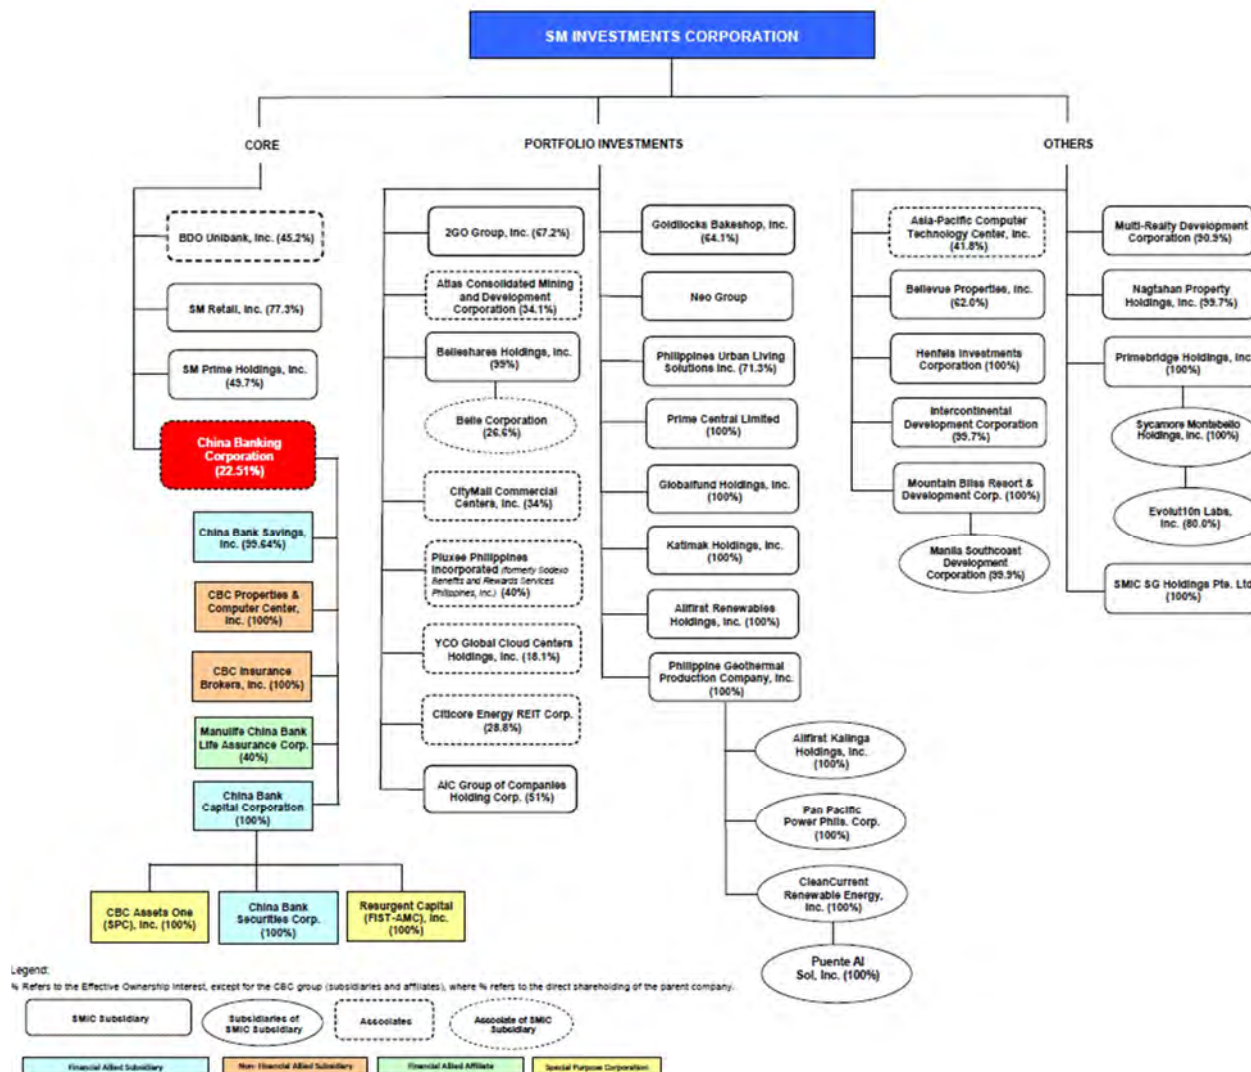 SM INVESTMENTS CORPORATION
CORE
PORTFOLIO INVESTMENTS
OTHERS
BDO Unibank, Inc. (45.2%)
SM Retail, Inc. (77.3%)
SM Prime Holdings, Inc.
(49.7%)
China Banking
Corporation
(22.51%)
China Bank Savings,
Inc. (99.64%)
CBC Properties &
Computer Center,
Inc. (100%)
CBC Insurance
Brokers, Inc. (100%)
Manulife China Bank
Life Assurance Corp.
(40%)
China Bank
Capital Corporation
(100%)
CBC Assets One
(SPC), Inc. (100%)
China Bank
Securities Corp.
(100%)
Resurgent Capital
(FIST-AMC), Inc.
(100%)
2GO Group, Inc. (67.2%)
Atlas Consolidated Mining
and Development
Corporation (34.1%)
Belleshares Holdings, Inc.
(99%)
Belle Corporation
(26.6%)
CityMall Commercial
Centers, Inc. (34%)
Pluxee Philippines
Incorporated (formerly Sodexo
Benefits and Rewards Services
Philippines, Inc.) (40%)
YCO Global Cloud Centers
Holdings, Inc. (18.1%)
Citicore Energy REIT Corp.
(28.8%)
AIC Group of Companies
Holding Corp. (51%)
Goldilocks Bakeshop, Inc.
(64.1%)
Neo Group
Philippines Urban Living
Solutions Inc. (71.3%)
Prime Central Limited
(100%)
Globalfund Holdings, Inc.
(100%)
Katimak Holdings, Inc.
(100%)
Allfirst Renewables
Holdings, Inc. (100%)
Philippine Geothermal
Production Company, Inc.
(100%)
Allfirst Kalinga
Holdings, Inc.
(100%)
Pan Pacific
Power Phils. Corp.
(100%)
CleanCurrent
Renewable Energy,
Inc. (100%)
Puente Al
Sol, Inc. (100%)
Asia-Pacific Computer
Technology Center, Inc.
(41.8%)
Bellevue Properties, Inc.
(62.0%)
Henfels Investments
Corporation (100%)
Intercontinental
Development Corporation
(99.7%)
Mountain Bliss Resort &
Development Corp. (100%)
Manila Southcoast
Development
Corporation (99.9%)
Multi-Realty Development
Corporation (90.9%)
Nagtahan Property
Holdings, Inc. (99.7%)
Primebridge Holdings, Inc
(100%)
Sycamore Montebello
Holdings, Inc. (100%)
Evolut10n Labs,
Inc. (80.0%)
SMIC SG Holdings Pte. Ltd
(100%)
Legend:
% Refers to the Effective Ownership Interest, except for the CBC group (subsidiaries and affiliates), where % refers to the direct shareholding of the parent company.
SMIC Subsidiary
Subsidiaries of
SMIC Subsidiary
Associates
Associate of SMIC
Subsidiary
Financial Allied Subsidiary
Non- Financial Allied Subsidiary
Financial Allied Affiliate
Special Purpose Corporation